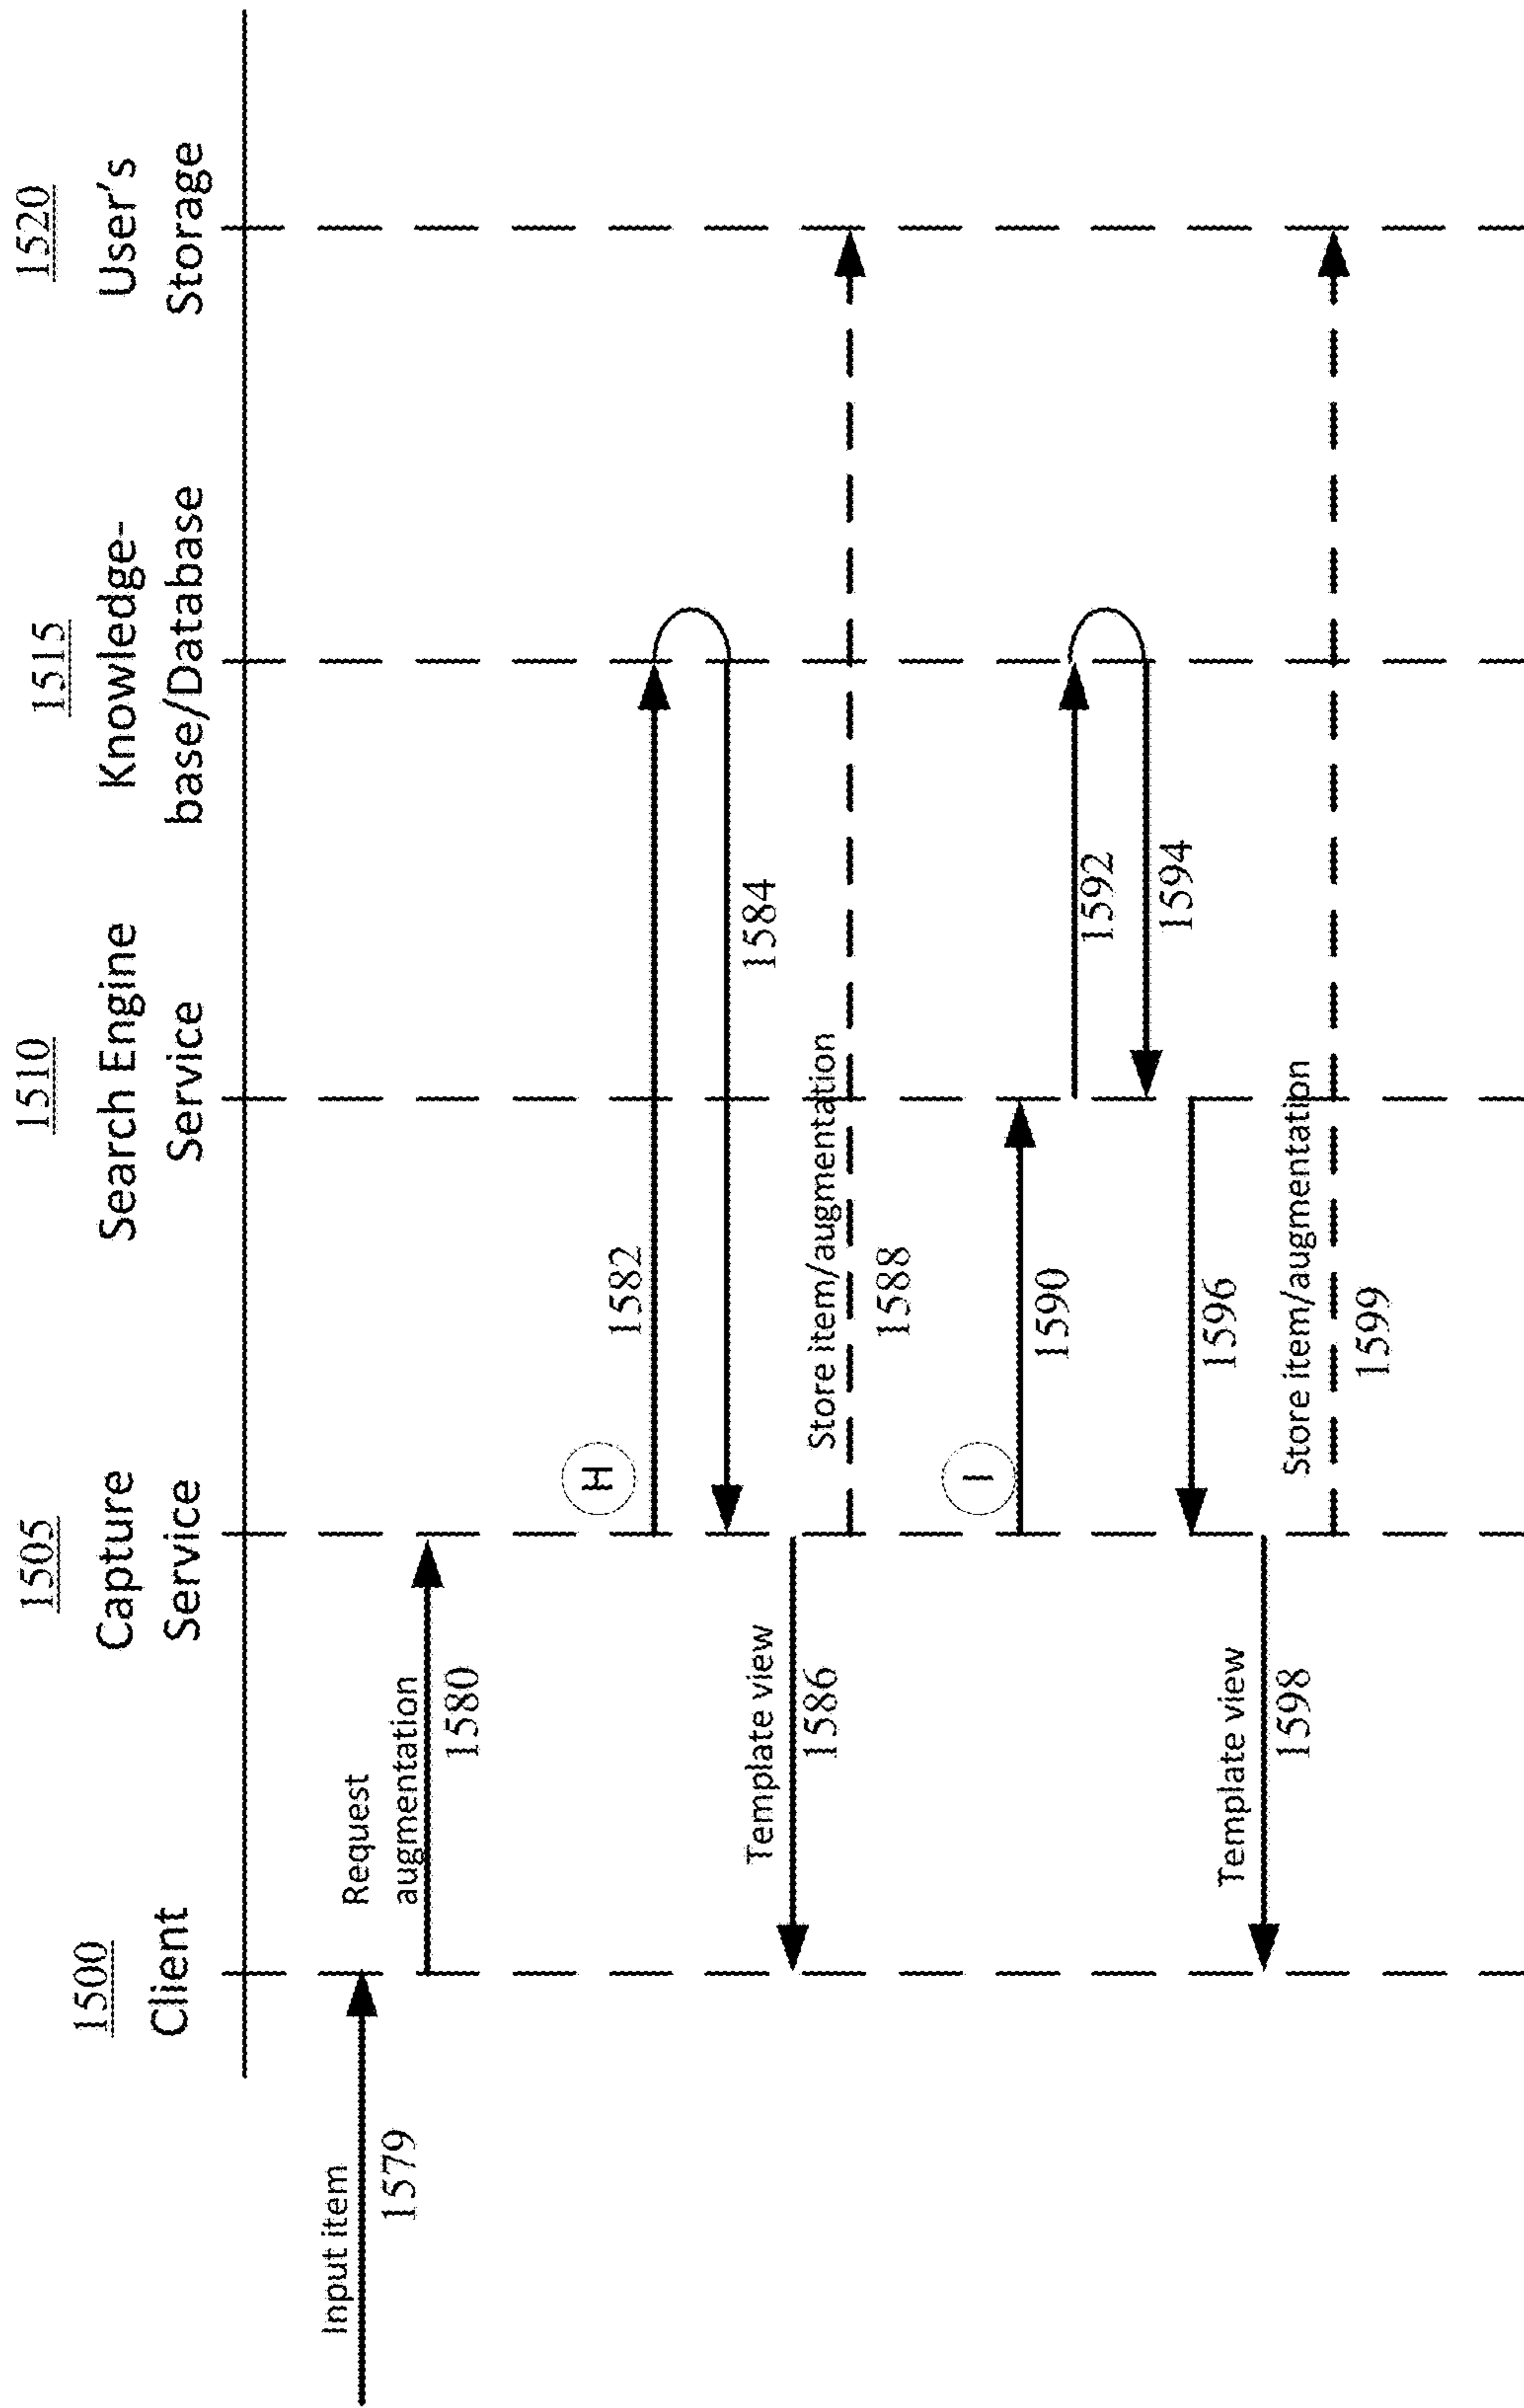 1500
Client
1505
Capture
Service
1510
Search Engine
Service
1515
Knowledge-
base/Database
1520
User's
Storage
Input item
1579
Request
augmentation
1580
H
1582
1584
Template view
1586
Store item/augmentation
1588
I
1590
1592
1594
1596
Template view
1598
Store item/augmentation
1599